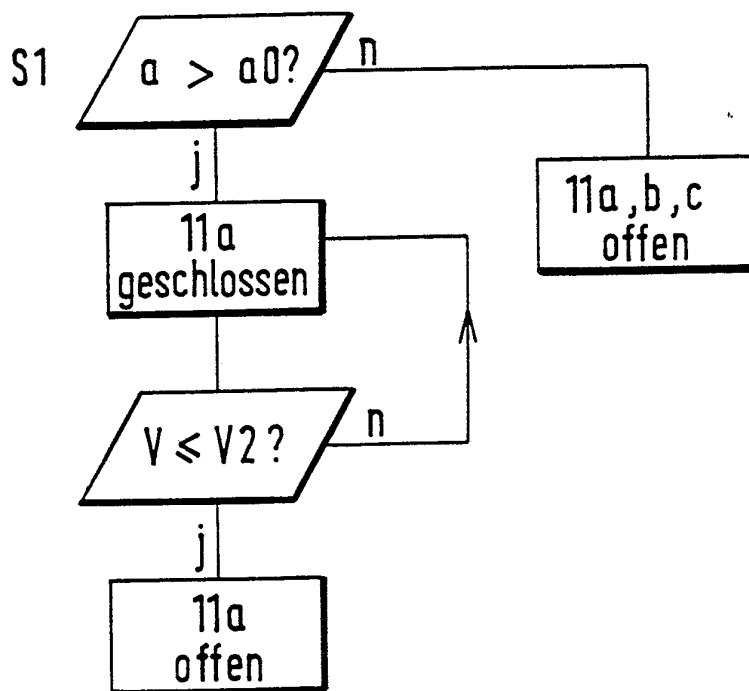 S1
a > a0?
n
j
11a
geschlossen
11a,b,c
offen
V ≤ V2?
n
j
11a
offen